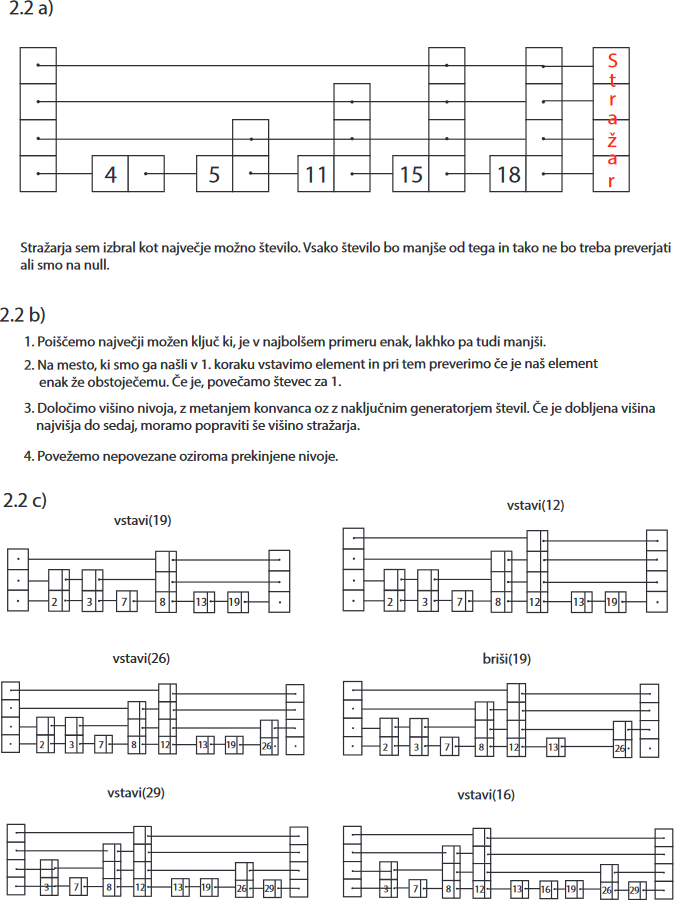 2.2 a)
Stražar
4 5 11 15 18
Stražarja sem izbral kot največje možno število. Vsako število bo manjše od tega in tako ne bo treba preverjati
ali smo na null.
2.2 b)
1. Poiščemo največji možen ključ ki, je v najbolšem primeru enak, lakhko pa tudi manjši.
2. Na mesto, ki smo ga našli v 1. koraku vstavimo element in pri tem preverimo če je naš element
enak že obstoječemu. Če je, povečamo števec za 1.
3. Določimo višino nivoja, z metanjem konvanca oz z naključnim generatorjem števil. Če je dobljena višina
najvišja do sedaj, moramo popraviti še višino stražarja.
4. Povežemo nepovezane oziroma prekinjene nivoje.
2.2 c)
vstavi(19)
2 3 7 8 13 19
vstavi(12)
2 3 7 8 12 13 19
vstavi(26)
2 3 7 8 12 13 19 26
briši(19)
2 3 7 8 12 13 26
vstavi(29)
3 7 8 12 13 19 26 29
vstavi(16)
3 7 8 12 13 16 19 26 29